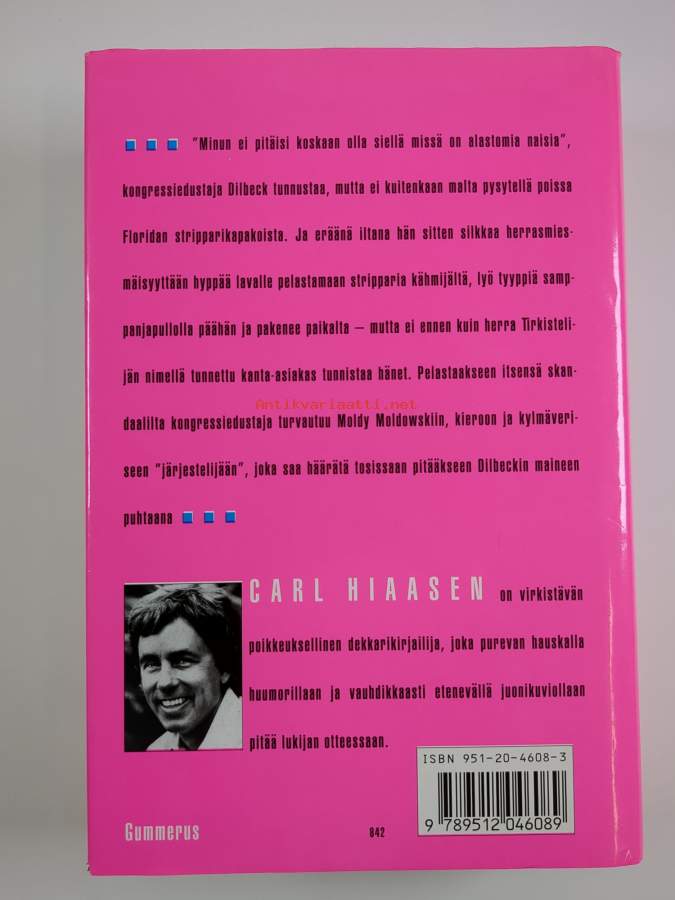 "Minun ei pitäisi koskaan olla siellä missä on alastomia naisia",
kongressiedustaja Dilbeck tunnustaa, mutta ei kuitenkaan malta pysytellä poissa
Floridan stripparikapakoista. Ja eräänä iltana hän sitten silkkaa herrasmies-
mäisyyttään hyppää lavalle pelastamaan stripparia kähmijältä, lyö tyyppiä samp-
panjapullolla päähän ja pakenee paikalta – mutta ei ennen kuin herra Tirkisteli-
jän nimellä tunnettu kanta-asiakas tunnistaa hänet. Pelastaakseen itsensä skan-
Antikvariaatti.net
daalilta kongressiedustaja turvautuu Moldy Moldowskiin, kieroon ja kylmäveri-
seen "järjestelijään", joka saa häärätä tosissaan pitääkseen Dilbeckin maineen
puhtaana
CARL HIAASEN on virkistävän
poikkeuksellinen dekkarikirjailija, joka purevan hauskalla
huumorillaan ja vauhdikkaasti etenevällä juonikuviollaan
pitää lukijan otteessaan.
ISBN 951-20-4608-3
9 789512 046089
Gummerus
842